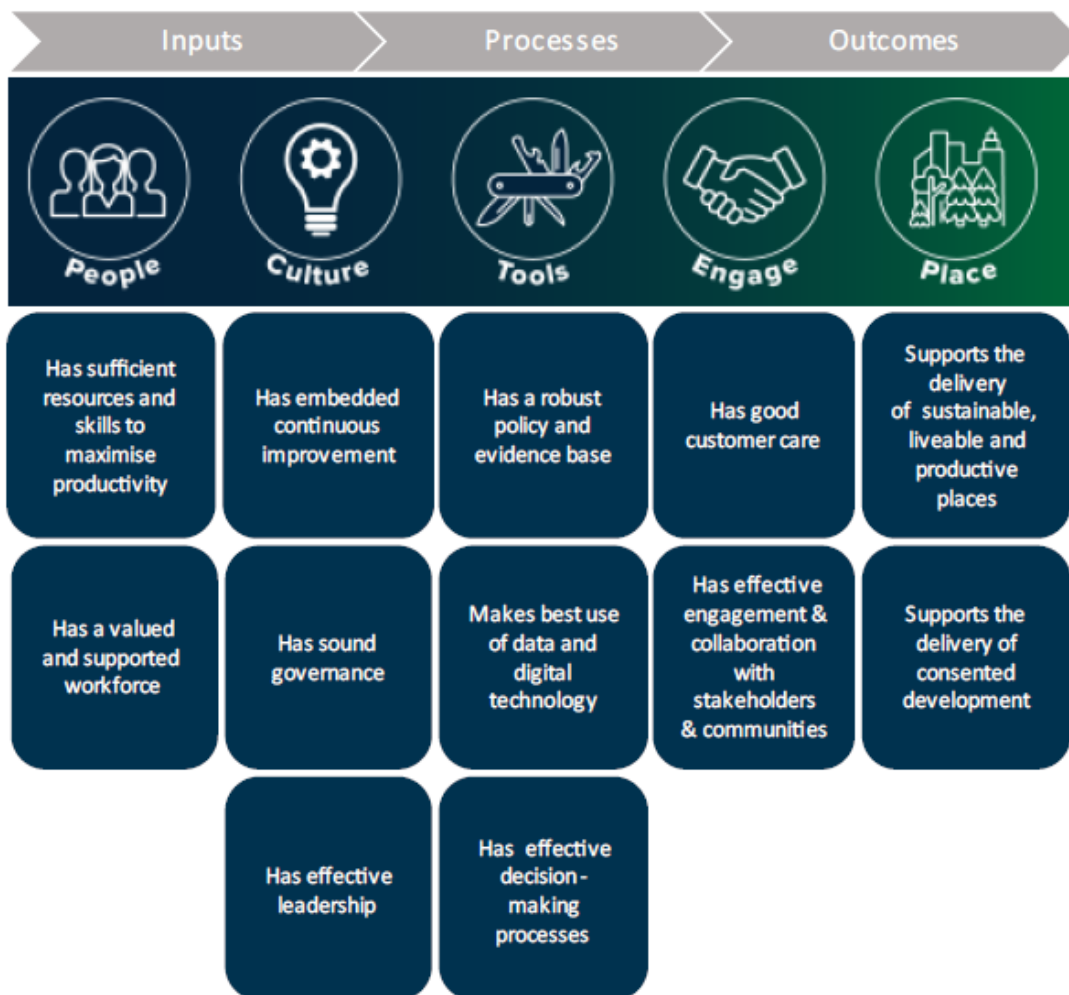 Inputs
Processes
Outcomes
People
Culture
Tools
Engage
Place
Has sufficient
resources and
skills to
maximise
productivity
Has embedded
continuous
improvement
Has a robust
policy and
evidence base
Has good
customer care
Supports the
delivery
of sustainable,
liveable and
productive
places
Has a valued
and supported
workforce
Has sound
governance
Makes best use
of data and
digital
technology
Has effective
engagement &
collaboration
with
stakeholders
& communities
Supports the
delivery of
consented
development
Has effective
leadership
Has effective
decision-
making
processes